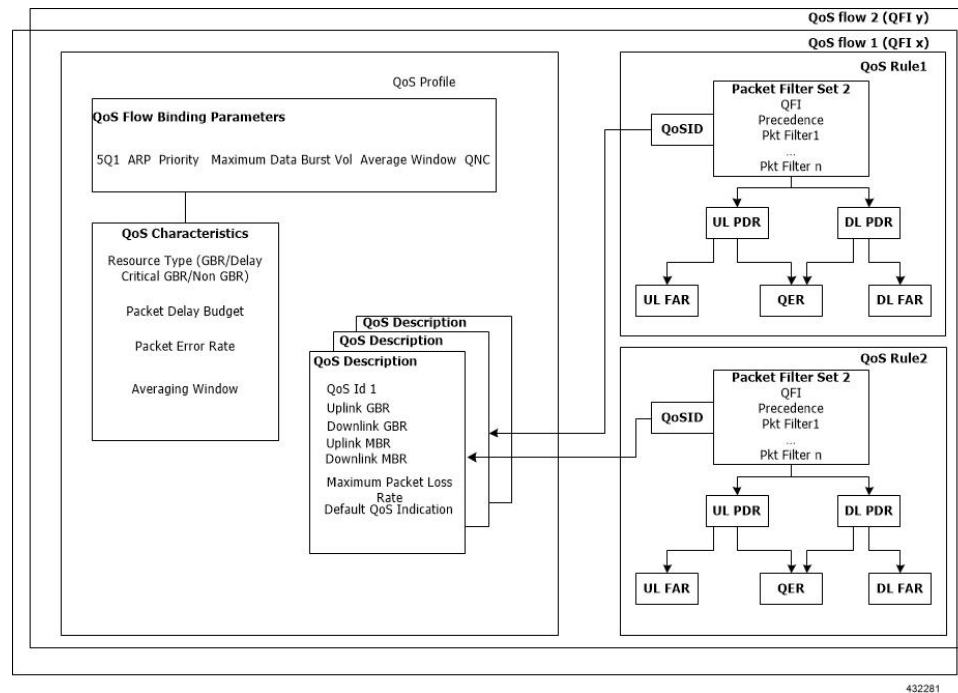 QoS flow 2 (QFI y)
QoS flow 1 (QFI x)
QoS Profile
QoS Flow Binding Parameters
5Q1 ARP Priority Maximum Data Burst Vol Average Window QNC
QoS Characteristics
Resource Type (GBR/Delay
Critical GBR/Non GBR)
Packet Delay Budget
Packet Error Rate
Averaging Window
QoS Description
QoS Description
QoS Description
QoS Id 1
Uplink GBR
Downlink GBR
Uplink MBR
Downlink MBR
Maximum Packet Loss
Rate
Default QoS Indication
QoS Rule1
Packet Filter Set 2
QFI
Precedence
Pkt Filter1
...
Pkt Filter n
QoSID
UL PDR
DL PDR
UL FAR
QER
DL FAR
QoS Rule2
Packet Filter Set 2
QFI
Precedence
Pkt Filter1
...
Pkt Filter n
QoSID
UL PDR
DL PDR
UL FAR
QER
DL FAR
432281